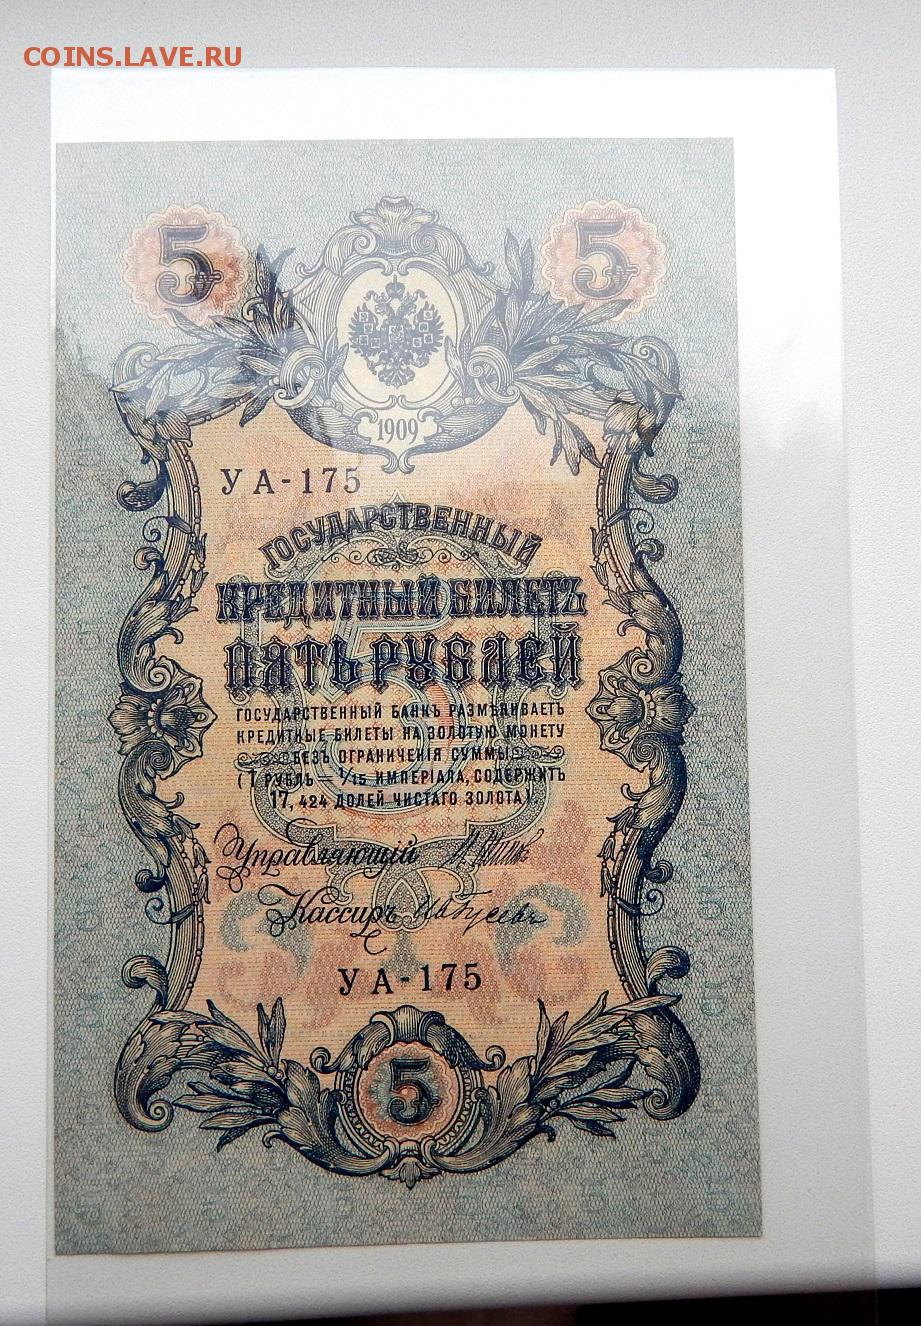 COINS.LAVE.RU
5 5
1909
УА-175
ГОСУДАРСТВЕННЫЙ
КРЕДИТНЫЙ БИЛЕТЪ
ПЯТЬ РУБЛЕЙ
ГОСУДАРСТВЕННЫЙ БАНКЪ РАЗМѢНИВАЕТЪ
КРЕДИТНЫЕ БИЛЕТЫ НА ЗОЛОТУЮ МОНЕТУ
БЕЗЪ ОГРАНИЧЕНІЯ СУММЫ
(1 РУБЛЬ = 1/15 ИМПЕРІАЛА, СОДЕРЖИТЪ
17,424 ДОЛЕЙ ЧИСТАГО ЗОЛОТА).
Управляющій
Кассиръ
УА-175
5